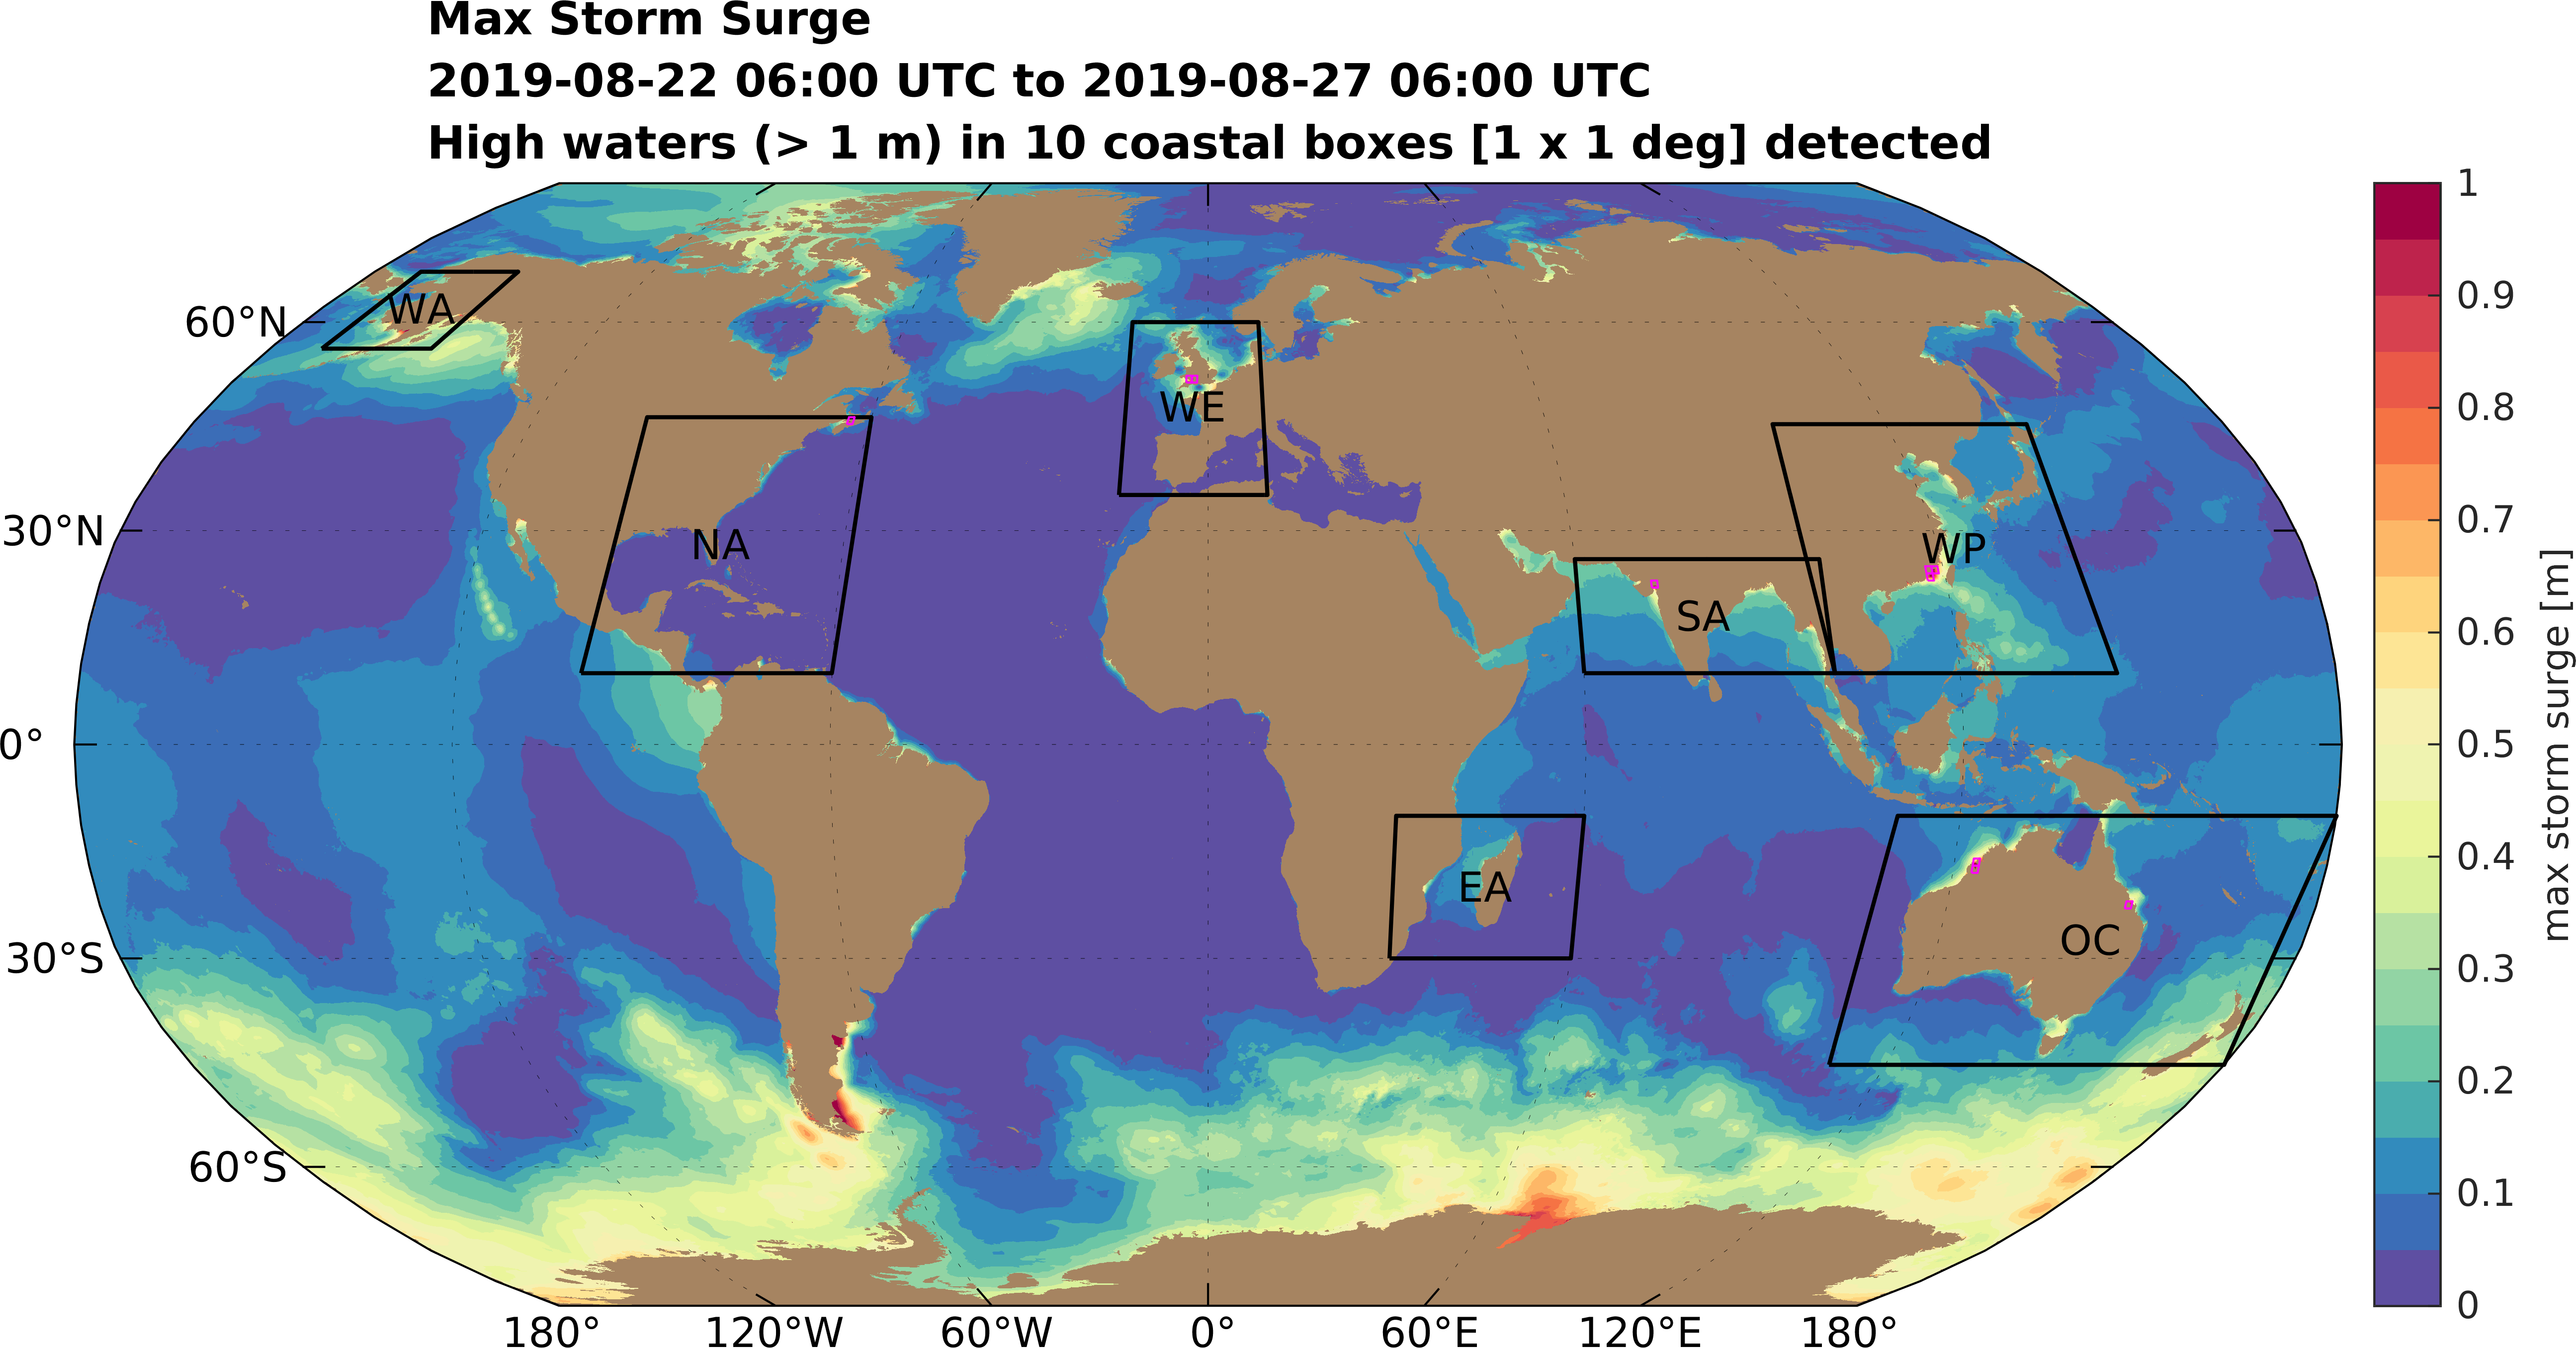 Max Storm Surge
2019-08-22 06:00 UTC to 2019-08-27 06:00 UTC
High waters (> 1 m) in 10 coastal boxes [1 x 1 deg] detected
60°N
30°N
0°
30°S
60°S
WA
NA
WE
SA
WP
EA
OC
180°
120°W
60°W
0°
60°E
120°E
180°
1
0.9
0.8
0.7
0.6
0.5
0.4
0.3
0.2
0.1
0
max storm surge [m]